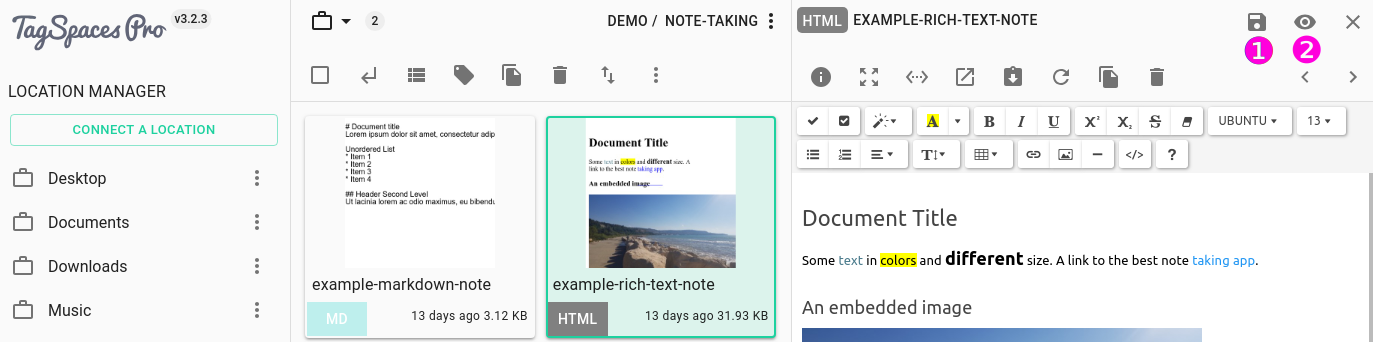 TagSpaces Pro v3.2.3
LOCATION MANAGER
CONNECT A LOCATION
Desktop
Documents
Downloads
Music
2
DEMO / NOTE-TAKING
# Document title
Lorem ipsum dolor sit amet, consectetur adip
Unordered List
* Item 1
* Item 2
* Item 3
* Item 4
## Header Second Level
Ut lacinia lorem ac odio maximus, eu bibendu
example-markdown-note
MD 13 days ago 3.12 KB
Document Title
Some text in colors and different size. A
link to the best note taking app.
An embedded image.......
example-rich-text-note
HTML 13 days ago 31.93 KB
HTML EXAMPLE-RICH-TEXT-NOTE
1 2
A B I U X² X₂ S UBUNTU 13
T </> ?
Document Title
Some text in colors and different size. A link to the best note taking app.
An embedded image